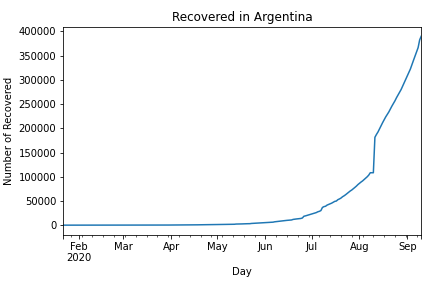 Recovered in Argentina
400000
350000
300000
250000
200000
150000
100000
50000
0
Number of Recovered
Feb Mar Apr May Jun Jul Aug Sep
2020
Day